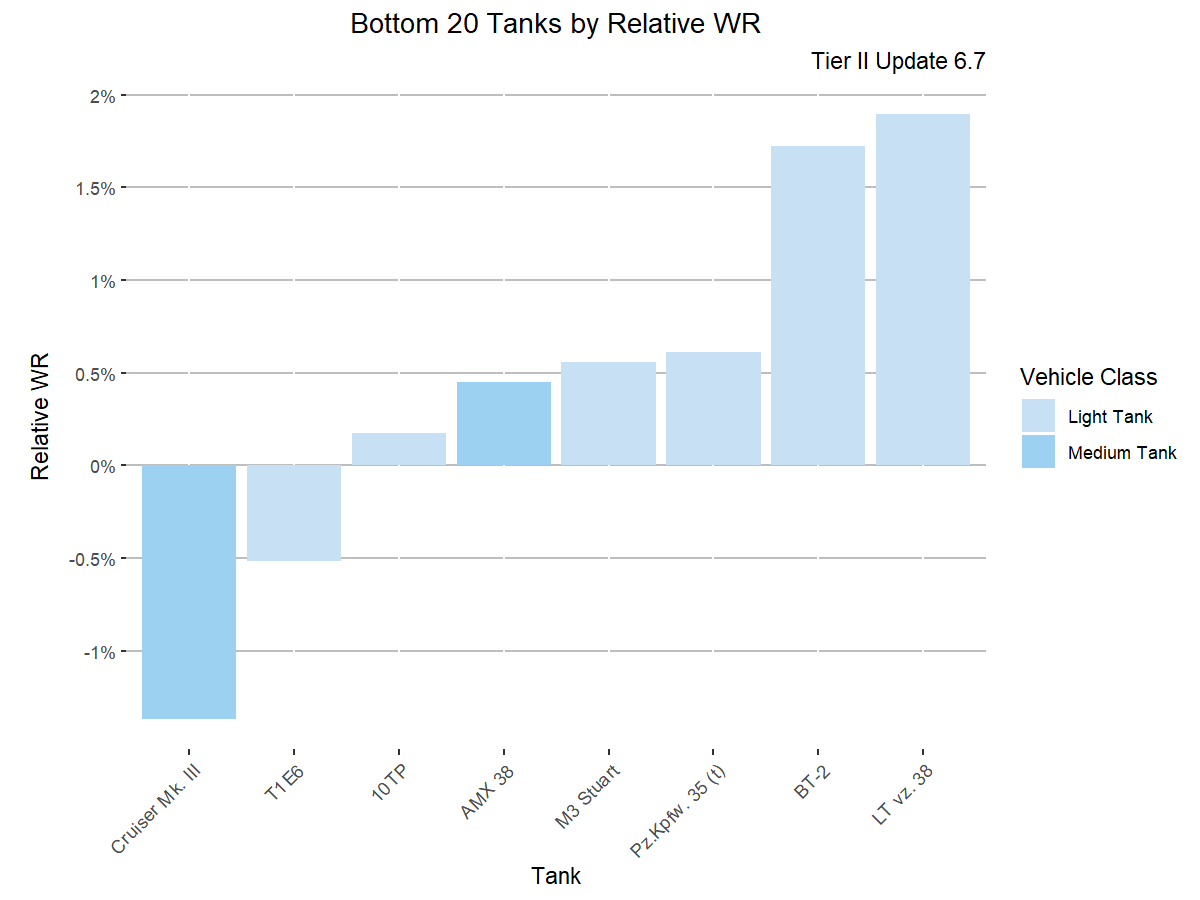 Bottom 20 Tanks by Relative WR
Tier II Update 6.7
2%
1.5%
1%
0.5%
0%
-0.5%
-1%
Relative WR
Cruiser Mk. III
T1E6
10TP
AMX 38
M3 Stuart
Pz.Kpfw. 35 (t)
BT-2
LT vz. 38
Tank
Vehicle Class
Light Tank
Medium Tank